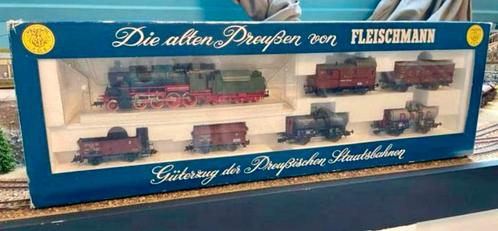 Die alten Preußen von FLEISCHMANN
Güterzug der Preußischen Staatsbahnen